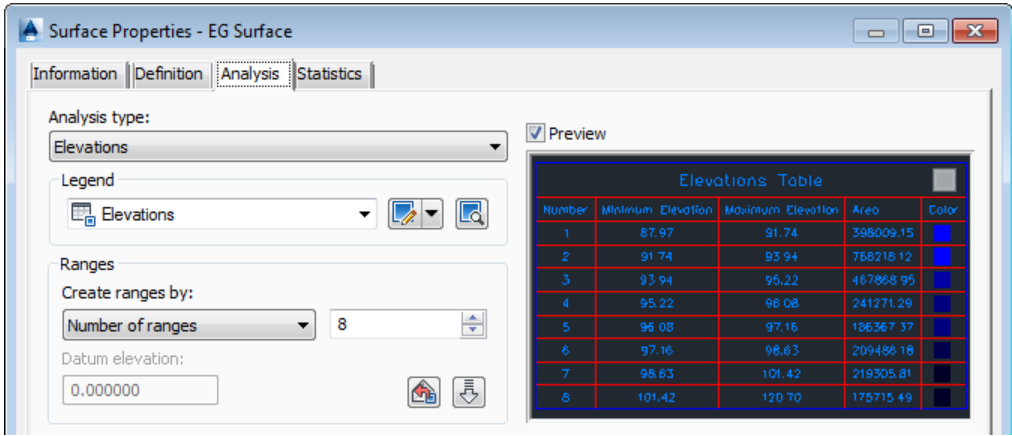 Surface Properties - EG Surface
Information Definition Analysis Statistics
Analysis type:
Elevations
Legend
Elevations
Ranges
Create ranges by:
Number of ranges 8
Datum elevation:
0.000000
Preview
Elevations Table
Number Minimum Elevation Maximum Elevation Area Color
1 87.97 91.74 398009.15
2 91.74 93.94 768218.12
3 93.94 95.22 467868.95
4 95.22 96.08 241271.29
5 96.08 97.16 186367.37
6 97.16 98.63 209486.18
7 98.63 101.42 219305.81
8 101.42 120.70 175715.49